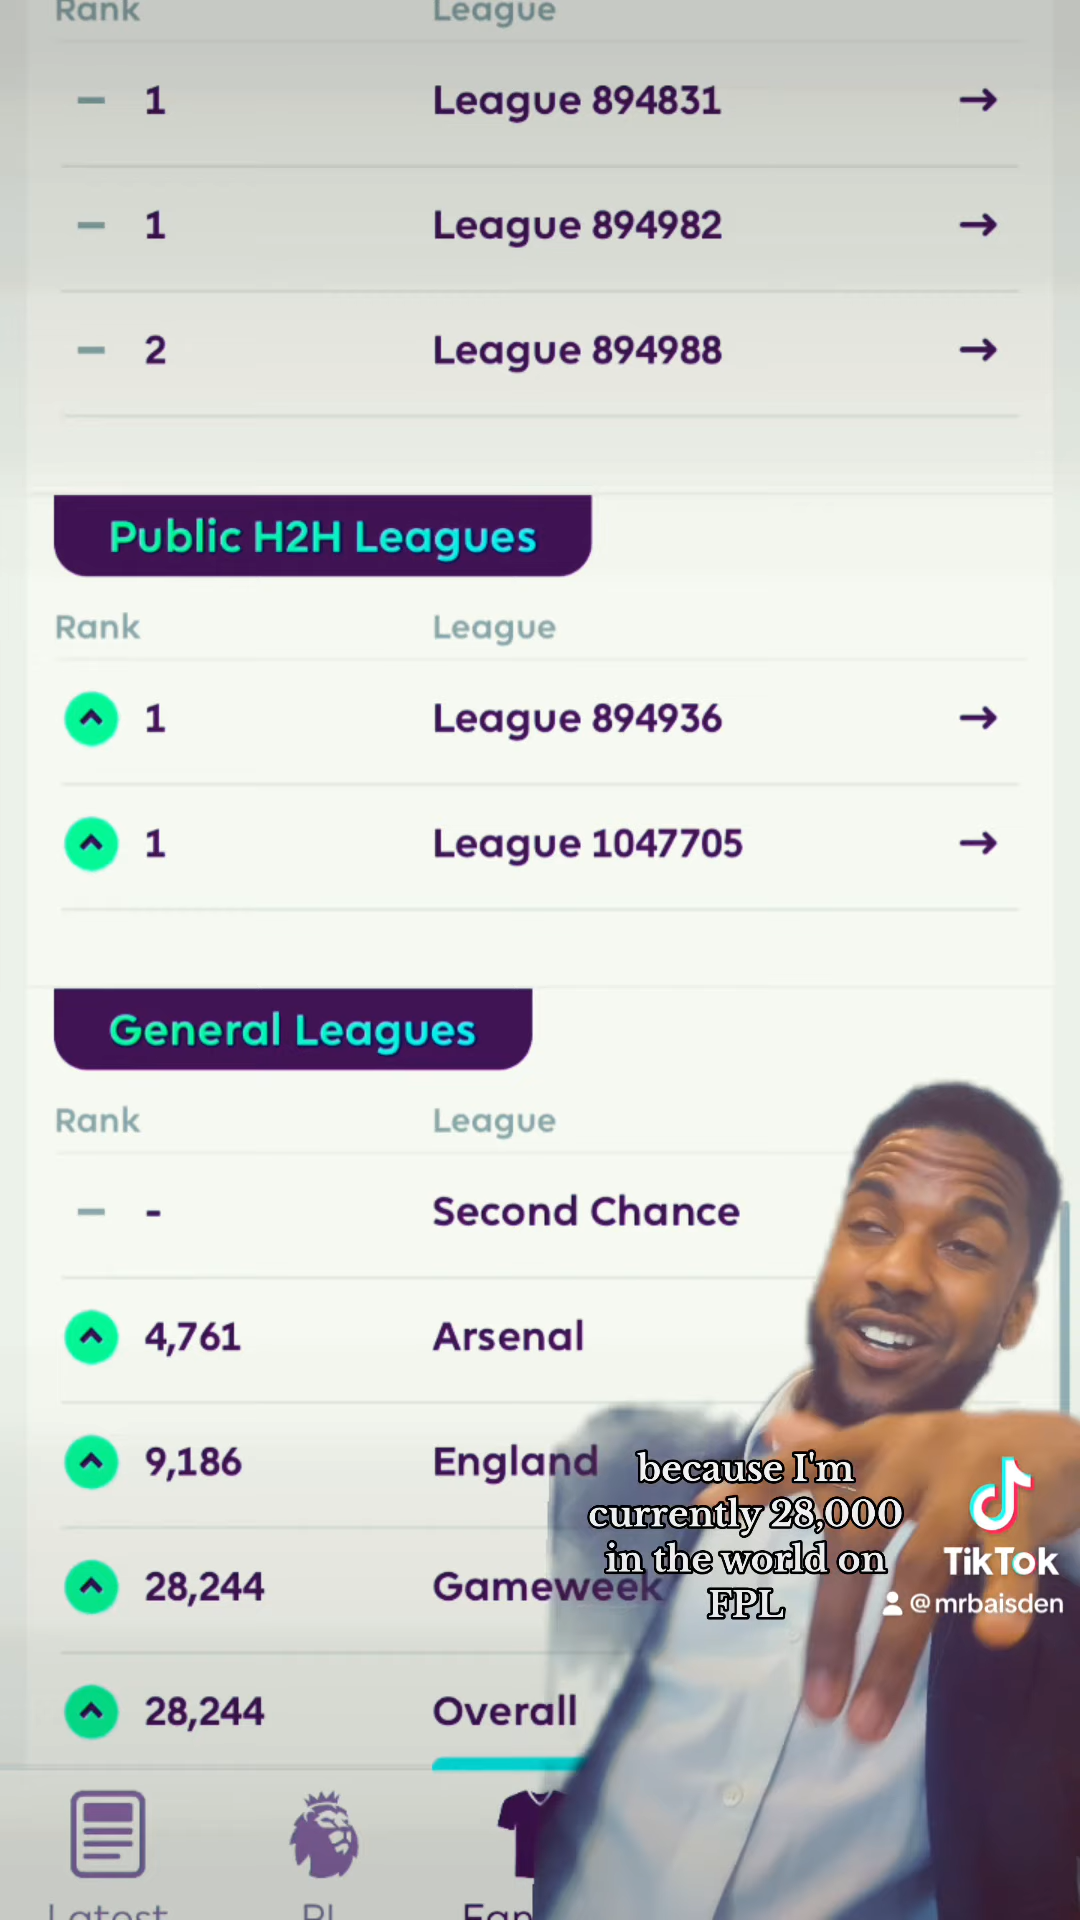 Rank League
1 League 894831
1 League 894982
2 League 894988
Public H2H Leagues
Rank League
1 League 894936
1 League 1047705
General Leagues
Rank League
- Second Chance
4,761 Arsenal
9,186 England
28,244 Gameweek
28,244 Overall
because I'm
currently 28,000
in the world on
FPL
TikTok
@mrbaisden
Latest PL